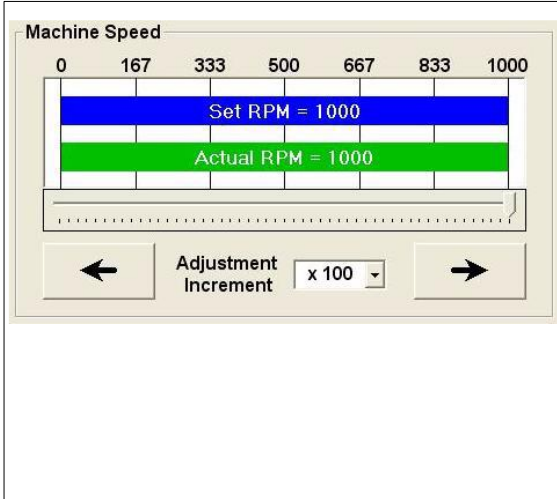 Machine Speed
0 167 333 500 667 833 1000
Set RPM = 1000
Actual RPM = 1000
Adjustment
Increment
x 100